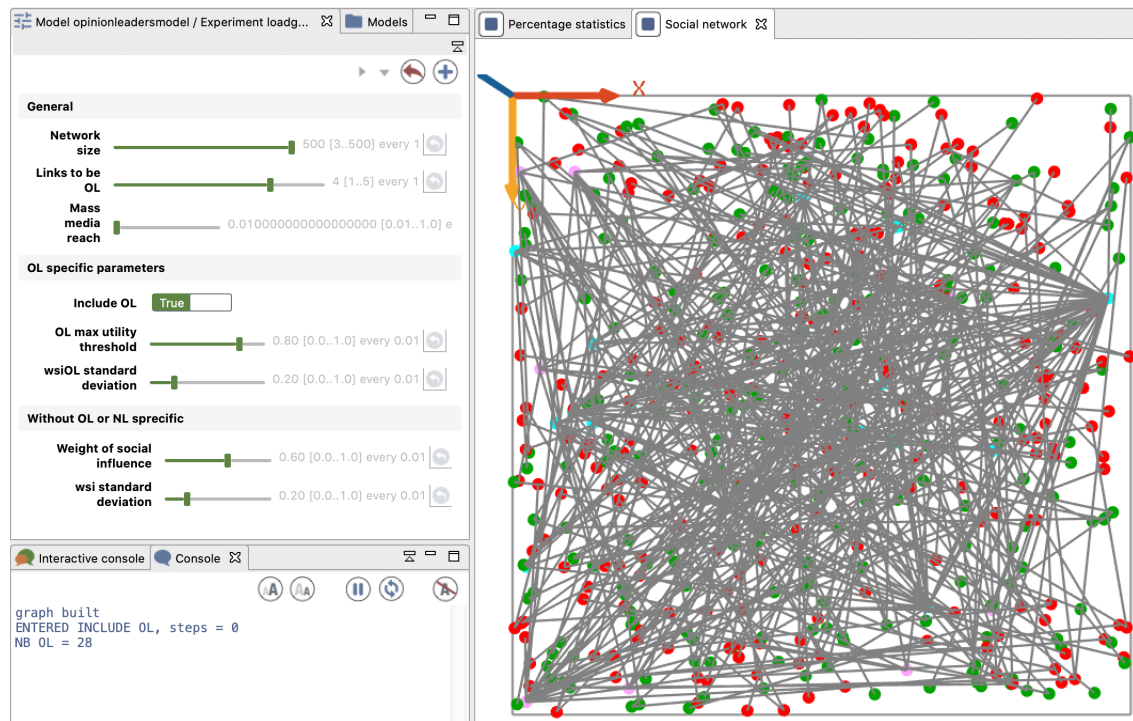 Model opinionleadersmodel / Experiment loadg...
Models
General
Network
size
500 [3..500] every 1
Links to be
OL
4 [1..5] every 1
Mass
media
reach
0.0100000000000000000 [0.01..1.0] e
OL specific parameters
Include OL
True
OL max utility
threshold
0.80 [0.0..1.0] every 0.01
wsiOL standard
deviation
0.20 [0.0..1.0] every 0.01
Without OL or NL sprecific
Weight of social
influence
0.60 [0.0..1.0] every 0.01
wsi standard
deviation
0.20 [0.0..1.0] every 0.01
Interactive console
Console
AA
AA
A
graph built
ENTERED INCLUDE OL, steps = 0
NB OL = 28
Percentage statistics
Social network
X